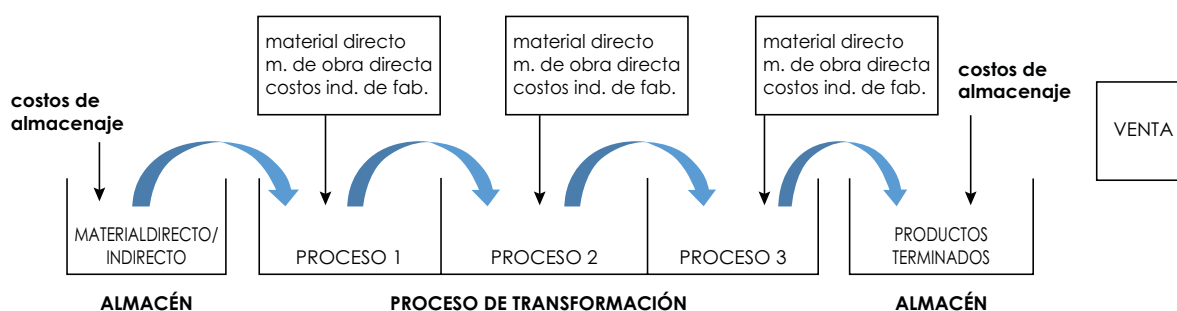 costos de
almacenaje
material directo
m. de obra directa
costos ind. de fab.
material directo
m. de obra directa
costos ind. de fab.
material directo
m. de obra directa
costos ind. de fab.
costos de
almacenaje
VENTA
MATERIALDIRECTO/
INDIRECTO
PROCESO 1
PROCESO 2
PROCESO 3
PRODUCTOS
TERMINADOS
ALMACÉN
PROCESO DE TRANSFORMACIÓN
ALMACÉN